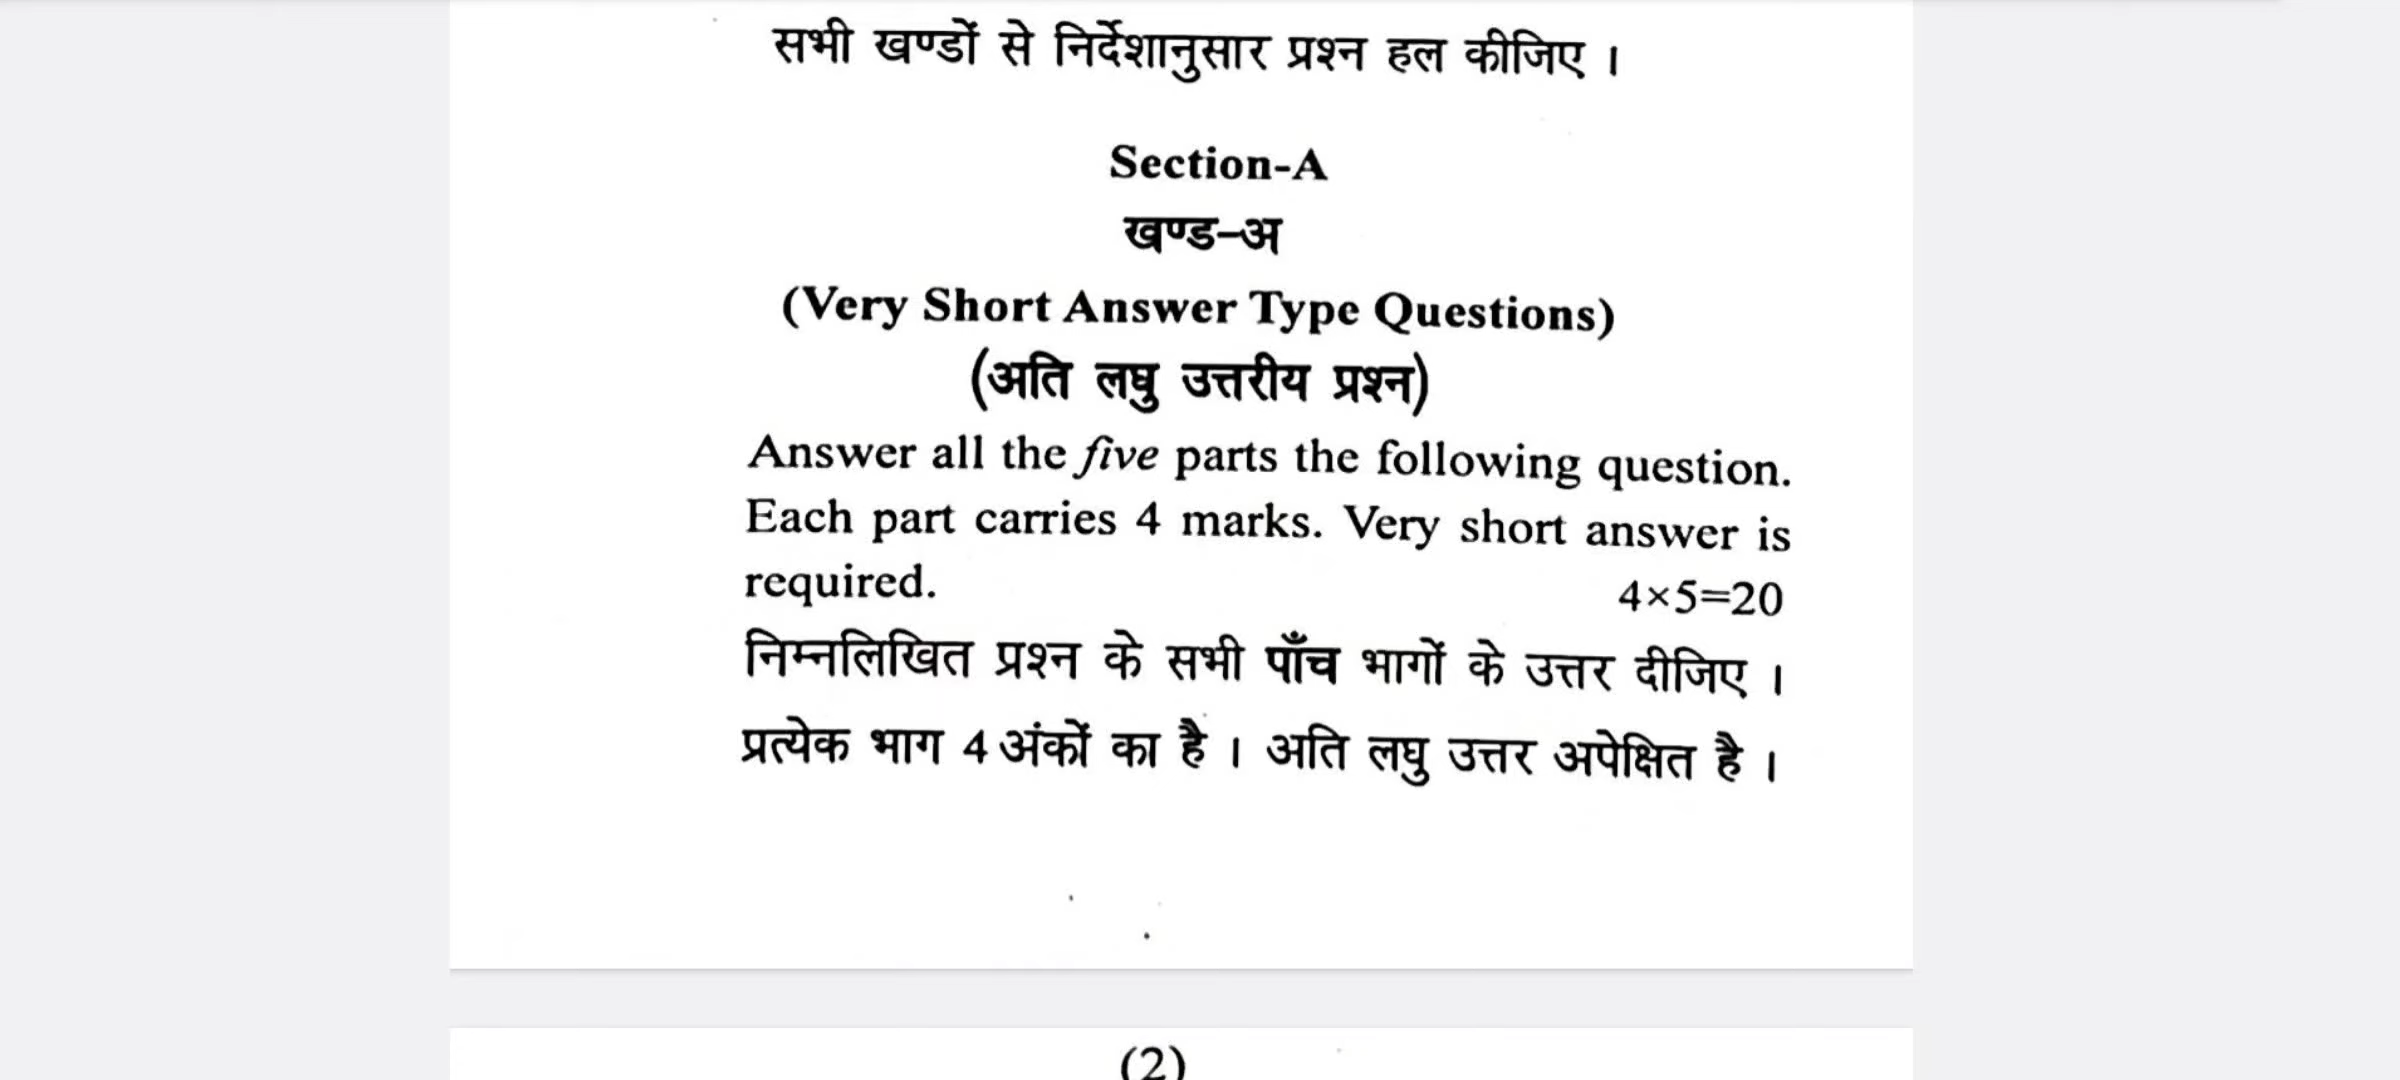 सभी खण्डों से निर्देशानुसार प्रश्न हल कीजिए ।
Section-A
खण्ड-अ
(Very Short Answer Type Questions)
(अति लघु उत्तरीय प्रश्न)
Answer all the five parts the following question.
Each part carries 4 marks. Very short answer is
required. 4×5=20
निम्नलिखित प्रश्न के सभी पाँच भागों के उत्तर दीजिए ।
प्रत्येक भाग 4 अंकों का है । अति लघु उत्तर अपेक्षित है ।
(2)